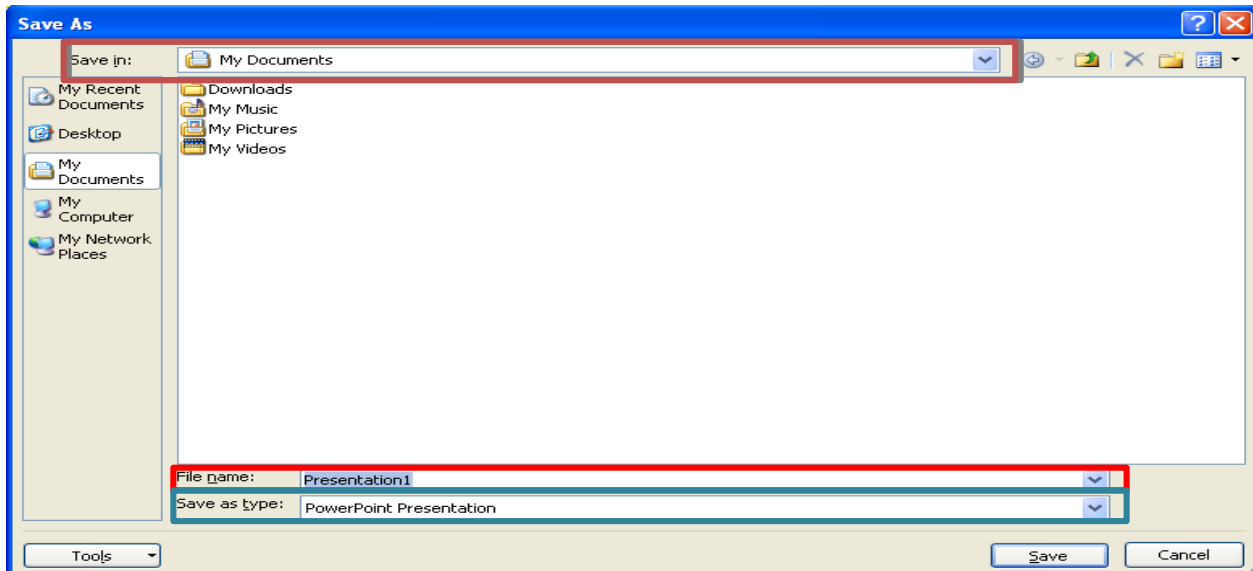 Save As
Save in:
My Documents
My Recent
Documents
Desktop
My
Documents
My
Computer
My Network
Places
Downloads
My Music
My Pictures
My Videos
File name:
Presentation1
Save as type:
PowerPoint Presentation
Tools
Save
Cancel